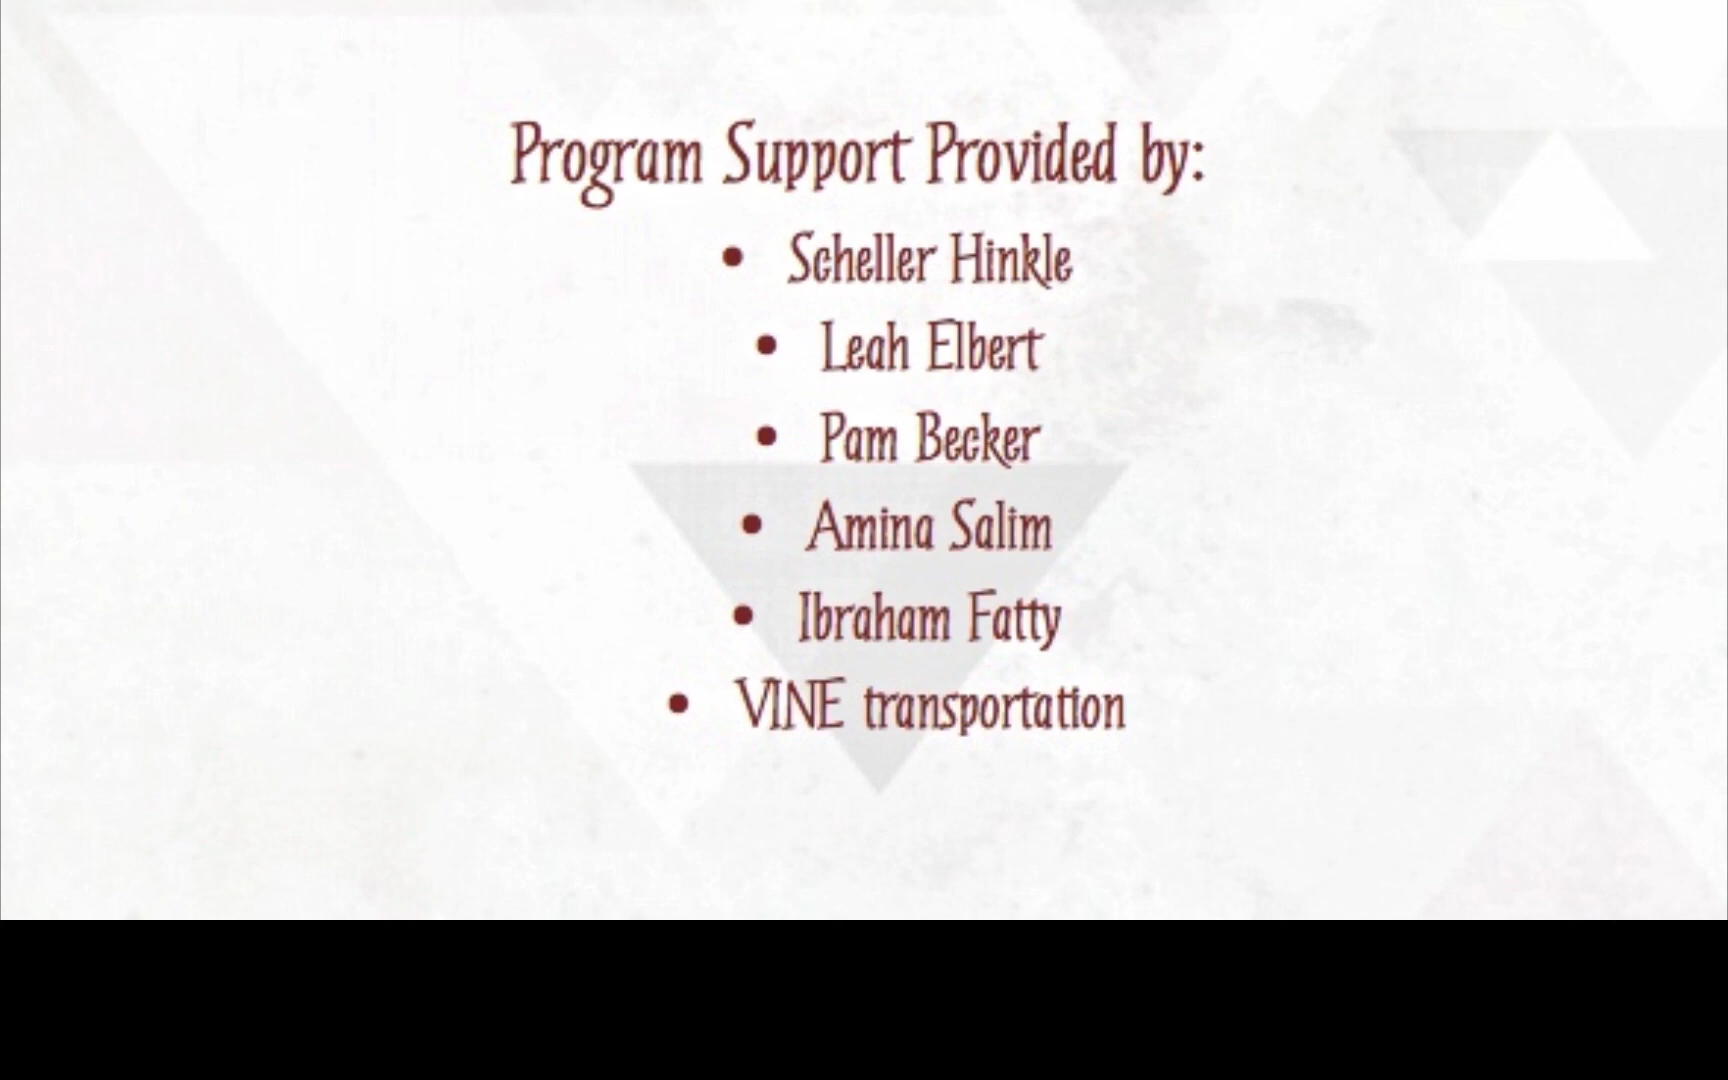 Program Support Provided by:
• Scheller Hinkle
• Leah Elbert
• Pam Becker
• Amina Salim
• Ibraham Fatty
• VINE transportation